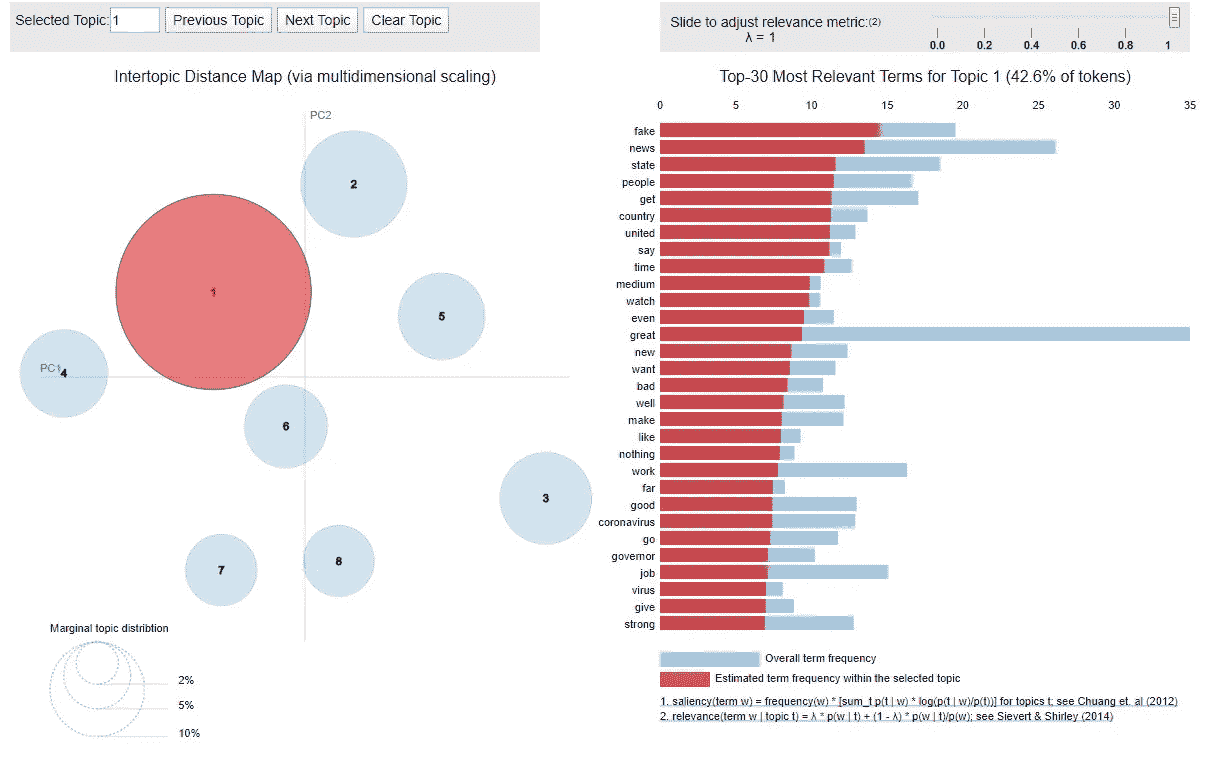 Selected Topic: 1 Previous Topic Next Topic Clear Topic
Slide to adjust relevance metric:(2)
λ = 1
0.0 0.2 0.4 0.6 0.8 1
Intertopic Distance Map (via multidimensional scaling)
PC2
PC1
1
2
5
4
6
3
7
8
Marginal topic distribtion
2%
5%
10%
Top-30 Most Relevant Terms for Topic 1 (42.6% of tokens)
0 5 10 15 20 25 30 35
fake
news
state
people
get
country
united
say
time
medium
watch
even
great
new
want
bad
well
make
like
nothing
work
far
good
coronavirus
go
governor
job
virus
give
strong
Overall term frequency
Estimated term frequency within the selected topic
1. saliency(term w) = frequency(w) * [sum_t p(t | w) * log(p(t | w)/p(t))] for topics t; see Chuang et. al (2012)
2. relevance(term w | topic t) = λ * p(w | t) + (1 - λ) * p(w | t)/p(w); see Sievert & Shirley (2014)